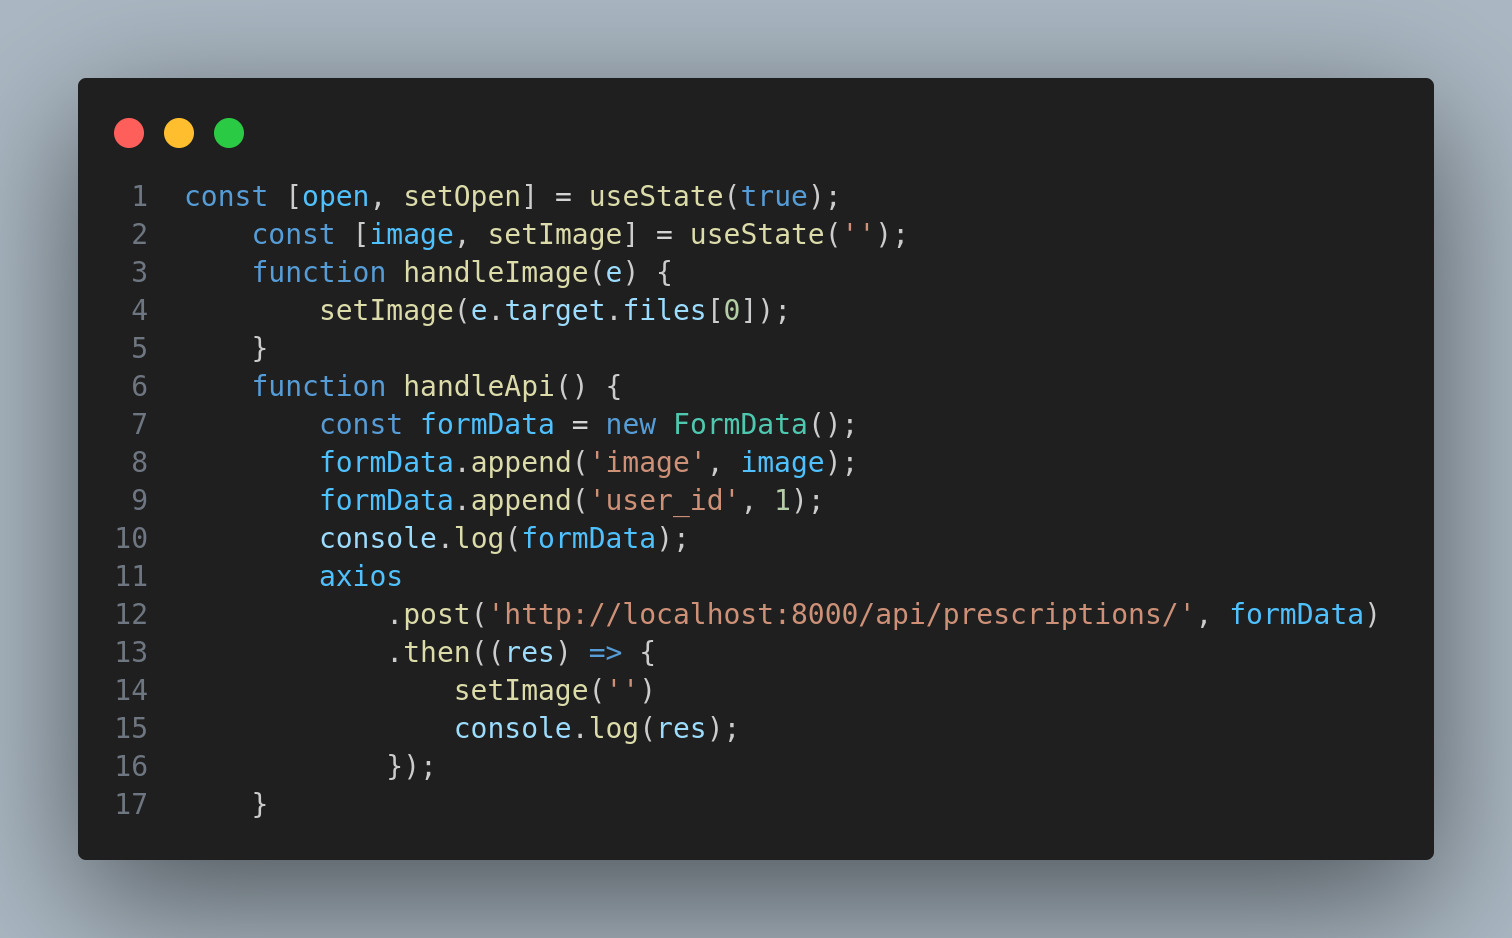 1 const [open, setOpen] = useState(true);
2     const [image, setImage] = useState('');
3     function handleImage(e) {
4         setImage(e.target.files[0]);
5     }
6     function handleApi() {
7         const formData = new FormData();
8         formData.append('image', image);
9         formData.append('user_id', 1);
10         console.log(formData);
11         axios
12             .post('http://localhost:8000/api/prescriptions/', formData)
13             .then((res) => {
14                 setImage('')
15                 console.log(res);
16             });
17     }